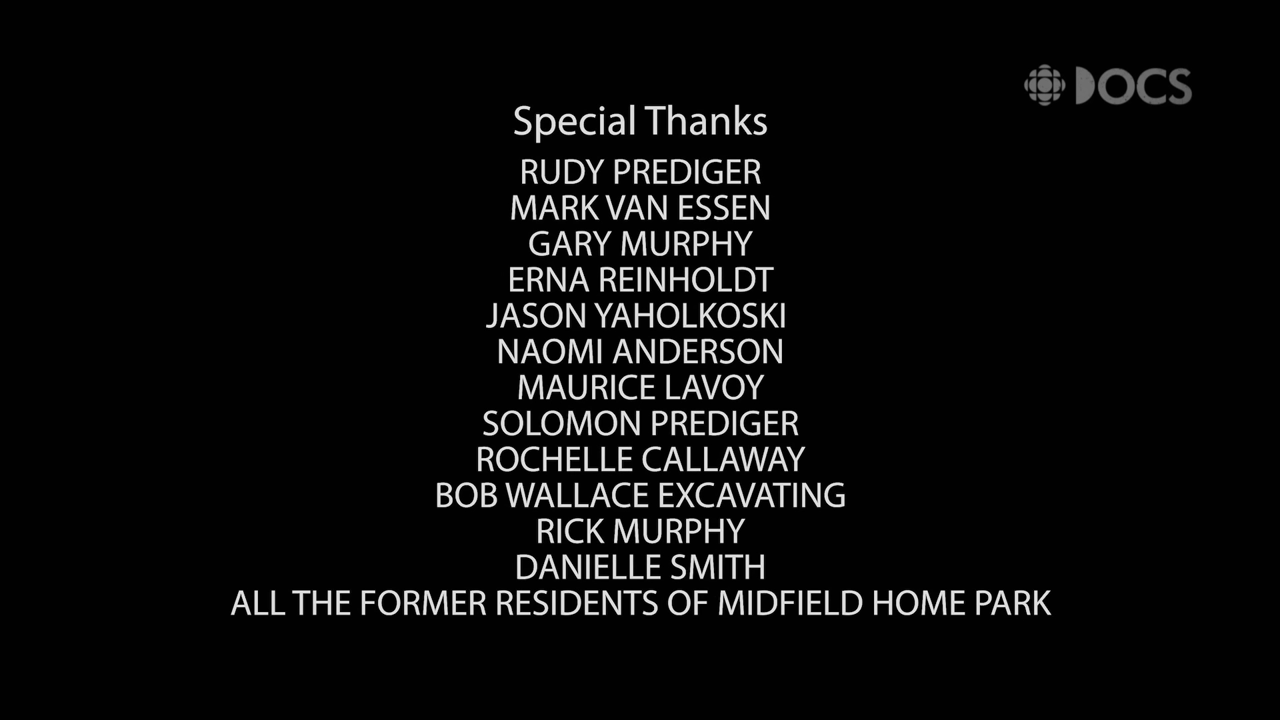 DOCS
Special Thanks
RUDY PREDIGER
MARK VAN ESSEN
GARY MURPHY
ERNA REINHOLDT
JASON YAHOLKOSKI
NAOMI ANDERSON
MAURICE LAVOY
SOLOMON PREDIGER
ROCHELLE CALLAWAY
BOB WALLACE EXCAVATING
RICK MURPHY
DANIELLE SMITH
ALL THE FORMER RESIDENTS OF MIDFIELD HOME PARK